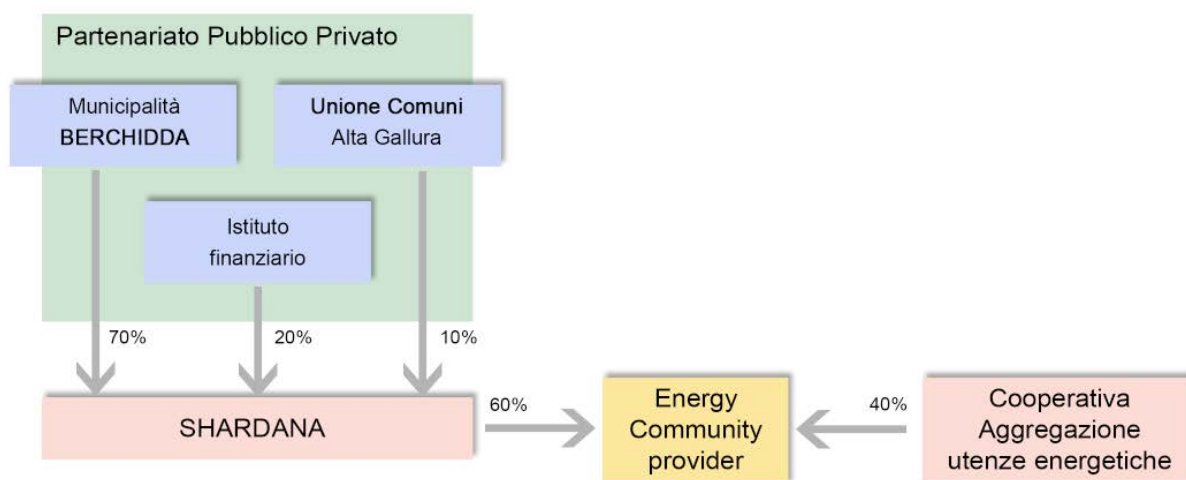 Partenariato Pubblico Privato
Municipalità
BERCHIDDA
Unione Comuni
Alta Gallura
Istituto
finanziario
70%
20%
10%
SHARDANA
60%
Energy
Community
provider
40%
Cooperativa
Aggregazione
utenze energetiche